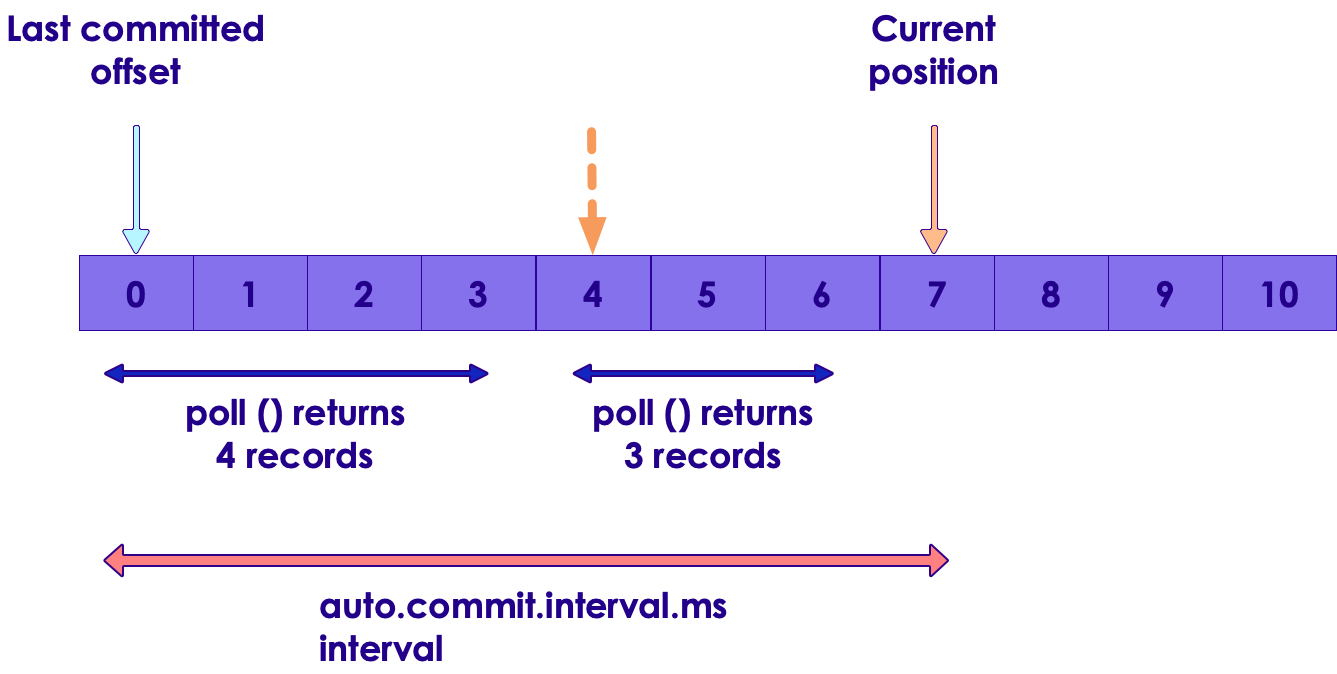 Last committed
offset
Current
position
0 1 2 3 4 5 6 7 8 9 10
poll () returns
4 records
poll () returns
3 records
auto.commit.interval.ms
interval